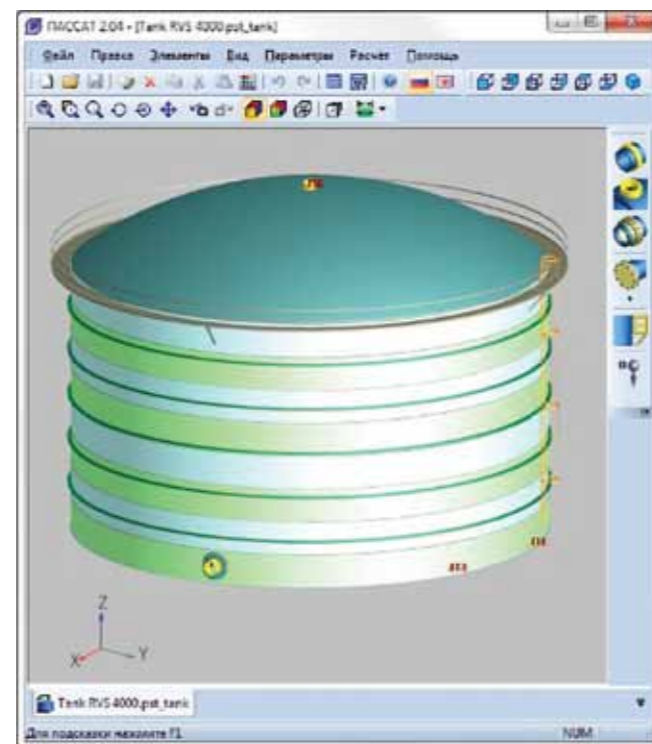 ПАССАТ 2.04 - [Tank RVS 4000.pst_tank]
Файл Правка Элементы Вид Параметры Расчёт Помощь
Z
X Y
Tank RVS 4000.pst_tank
Для подсказки нажмите F1 NUM